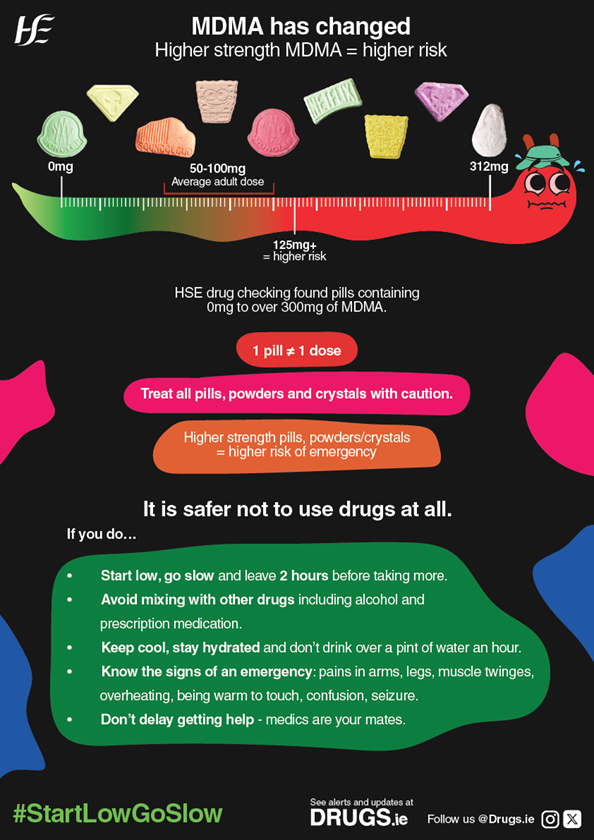 HSE
MDMA has changed
Higher strength MDMA = higher risk
NETFLIX
SOUNDCLOUD
0mg
50-100mg
312mg
Average adult dose
125mg+
= higher risk
HSE drug checking found pills containing
0mg to over 300mg of MDMA.
1 pill ≠ 1 dose
Treat all pills, powders and crystals with caution.
Higher strength pills, powders/crystals
= higher risk of emergency
It is safer not to use drugs at all.
If you do...
• Start low, go slow and leave 2 hours before taking more.
• Avoid mixing with other drugs including alcohol and
prescription medication.
• Keep cool, stay hydrated and don’t drink over a pint of water an hour.
• Know the signs of an emergency: pains in arms, legs, muscle twinges,
overheating, being warm to touch, confusion, seizure.
• Don’t delay getting help - medics are your mates.
#StartLowGoSlow
See alerts and updates at
DRUGS.ie
Follow us @Drugs.ie